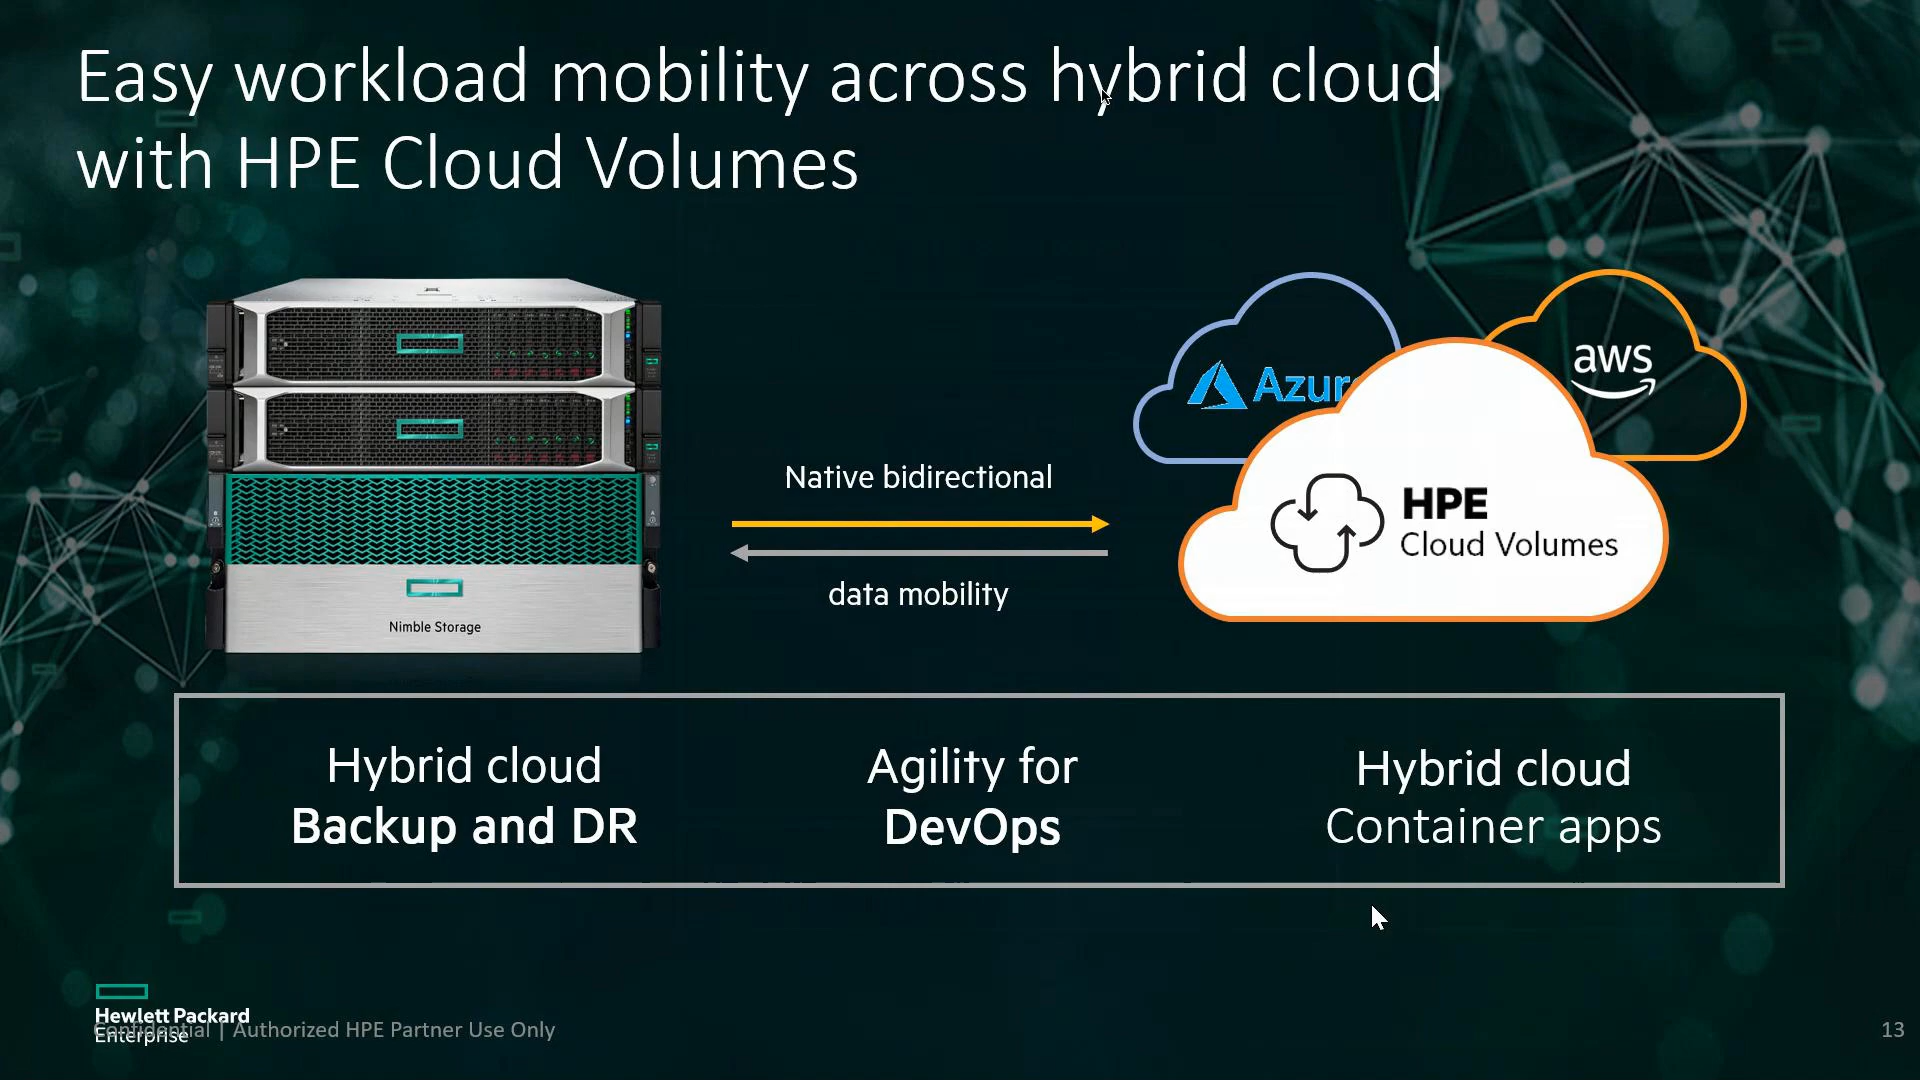 Easy workload mobility across hybrid cloud
with HPE Cloud Volumes
Azure
aws
Native bidirectional
HPE
Cloud Volumes
data mobility
Nimble Storage
Hybrid cloud
Backup and DR
Agility for
DevOps
Hybrid cloud
Container apps
Hewlett Packard
Enterprise
Confidential | Authorized HPE Partner Use Only
13